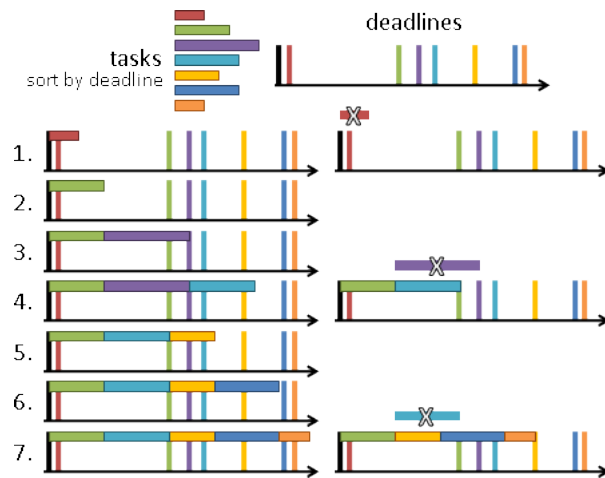 deadlines
tasks
sort by deadline
X
1.
2.
3.
X
4.
5.
6.
X
7.